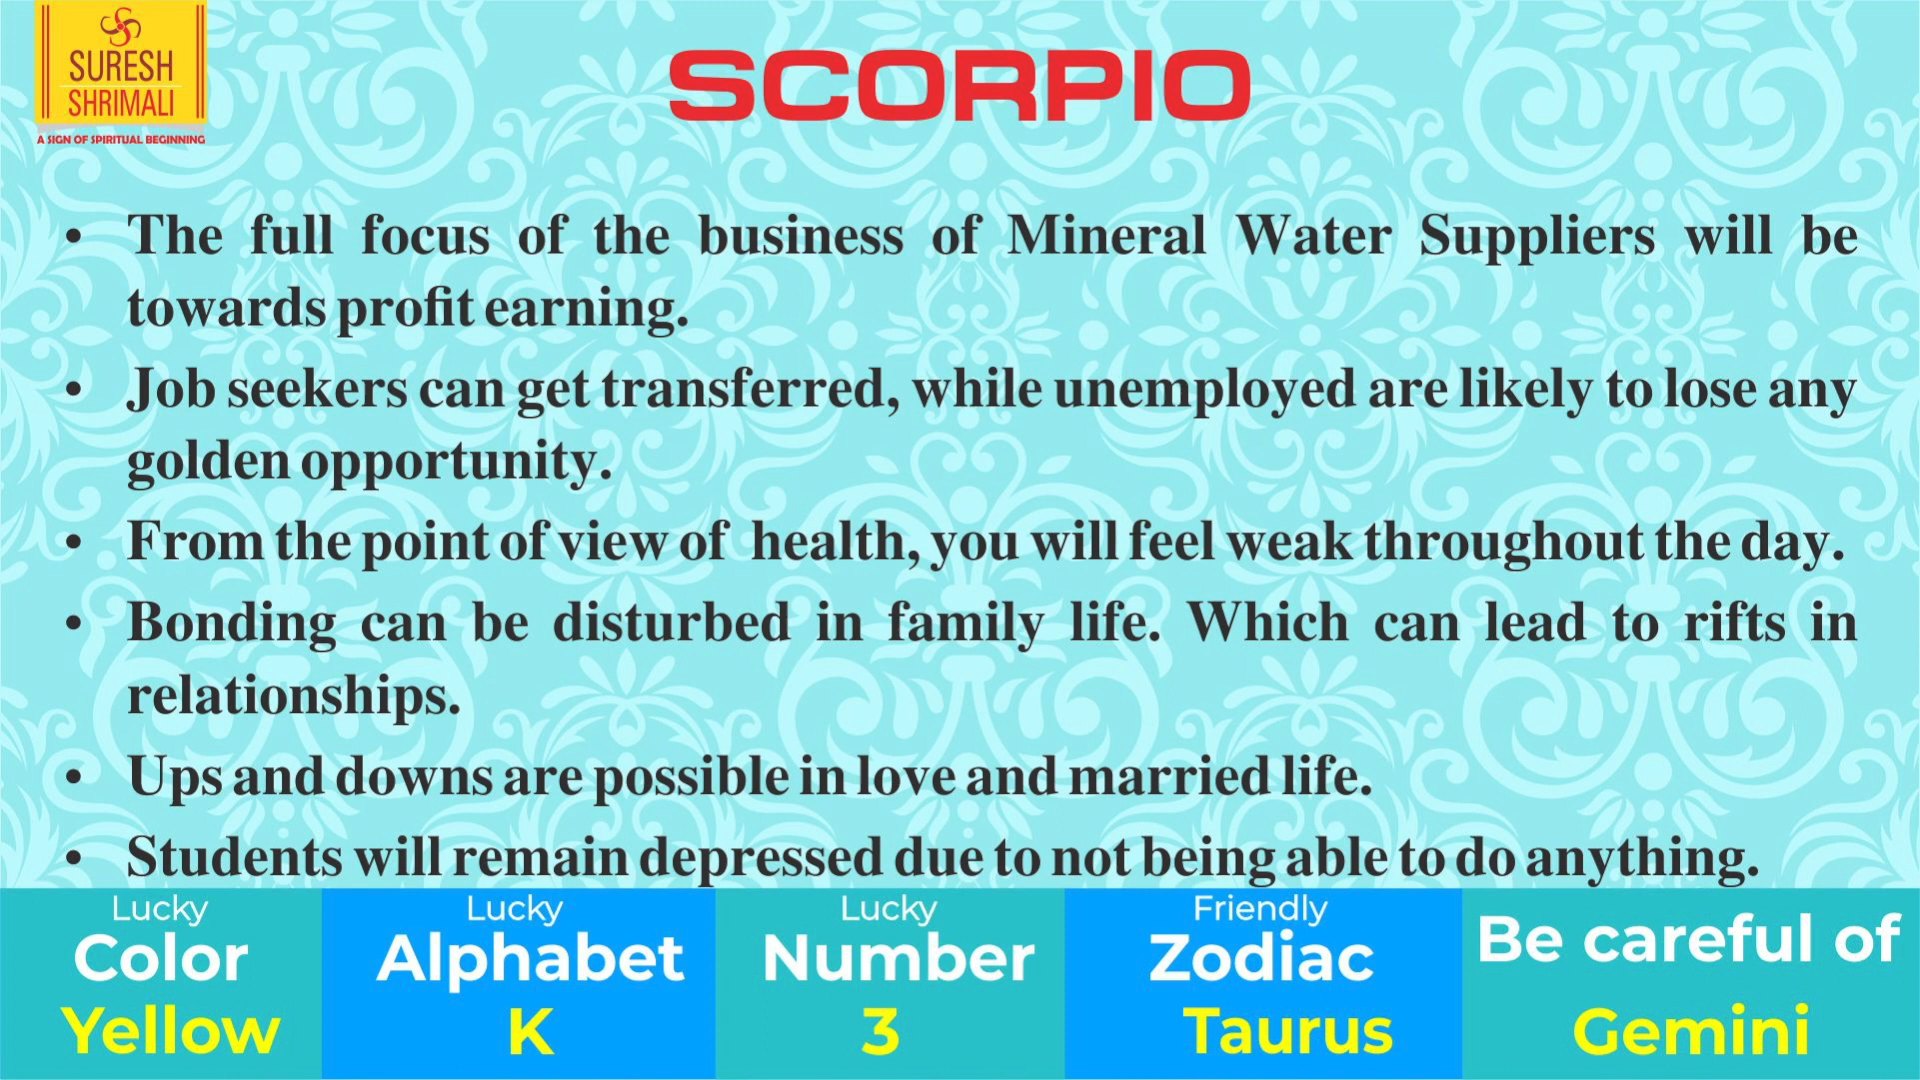 SURESH
SHRIMALI
A SIGN OF SPIRITUAL BEGINNING
SCORPIO
• The full focus of the business of Mineral Water Suppliers will be
towards profit earning.
• Job seekers can get transferred, while unemployed are likely to lose any
golden opportunity.
• From the point of view of health, you will feel weak throughout the day.
• Bonding can be disturbed in family life. Which can lead to rifts in
relationships.
• Ups and downs are possible in love and married life.
• Students will remain depressed due to not being able to do anything.
Lucky
Color
Yellow
Lucky
Alphabet
K
Lucky
Number
3
Friendly
Zodiac
Taurus
Be careful of
Gemini